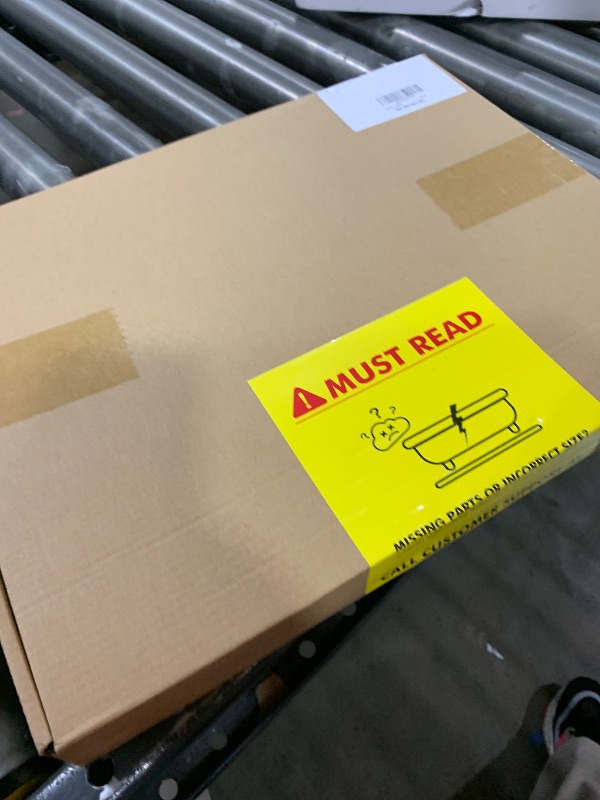 MUST READ
MISSING PARTS OR INCORRECT SIZE?
CALL CUSTOMER